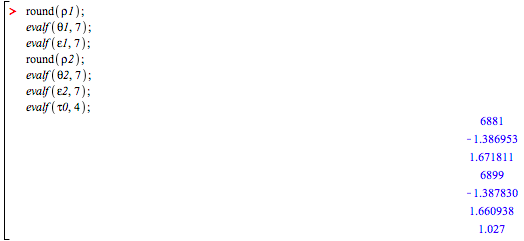 > round(ρ1);
evalf(θ1, 7);
evalf(ε1, 7);
round(ρ2);
evalf(θ2, 7);
evalf(ε2, 7);
evalf(τ0, 4);
6881
-1.386953
1.671811
6899
-1.387830
1.660938
1.027